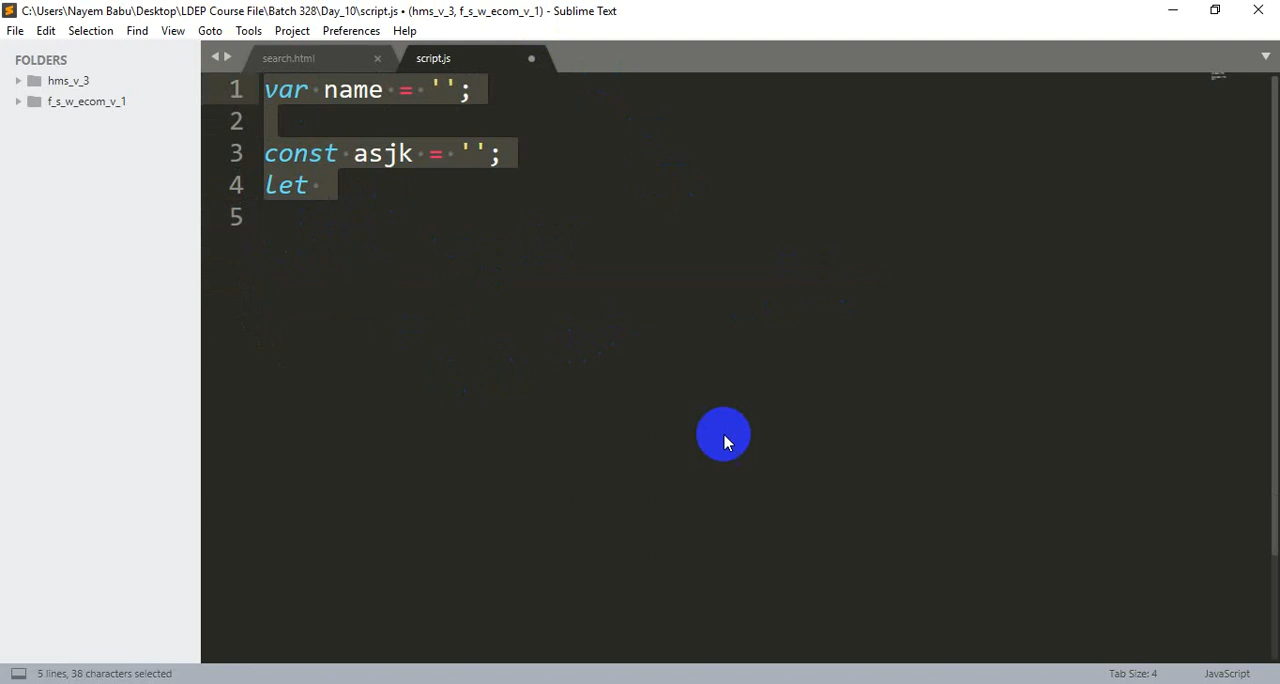 C:\Users\Nayem Babu\Desktop\LDEP Course File\Batch 328\Day_10\script.js • (hms_v_3, f_s_w_ecom_v_1) - Sublime Text
File Edit Selection Find View Goto Tools Project Preferences Help
FOLDERS
hms_v_3
f_s_w_ecom_v_1
search.html
script.js
1 var name = '';
2
3 const asjk = '';
4 let
5
5 lines, 38 characters selected
Tab Size: 4
JavaScript